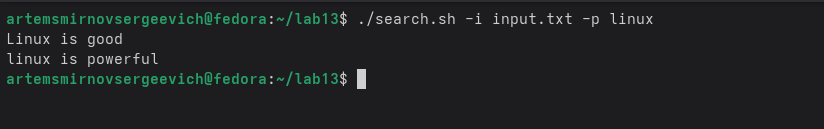 artemsmirnovsergeevich@fedora:~/lab13$ ./search.sh -i input.txt -p linux
Linux is good
linux is powerful
artemsmirnovsergeevich@fedora:~/lab13$